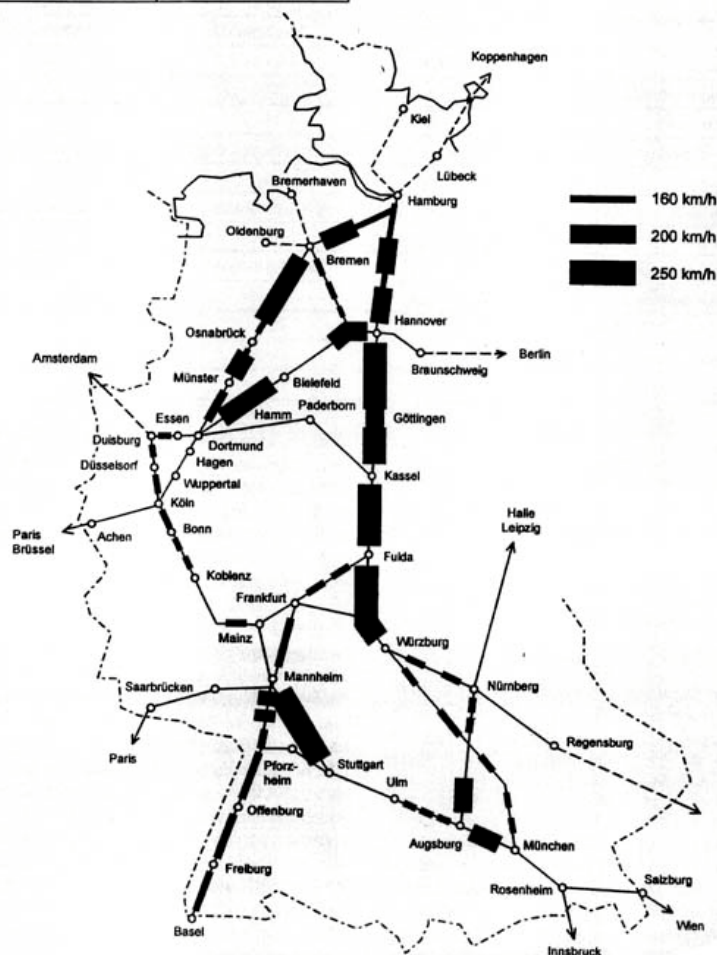 Koppenhagen
Kiel
Lübeck
Bremerhaven
Hamburg
160 km/h
Oldenburg
Bremen
200 km/h
250 km/h
Osnabrück
Hannover
Amsterdam
Berlin
Münster
Bielefeld
Braunschweig
Essen
Hamm
Paderborn
Göttingen
Duisburg
Dortmund
Düsselsorf
Hagen
Wuppertal
Kassel
Köln
Halle
Leipzig
Paris
Brüssel
Achen
Bonn
Fulda
Koblenz
Frankfurt
Mainz
Würzburg
Saarbrücken
Mannheim
Nürnberg
Paris
Regensburg
Pforz-
heim
Stuttgart
Ulm
Offenburg
Augsburg
München
Freiburg
Rosenheim
Salzburg
Basel
Wien
Innsbruck